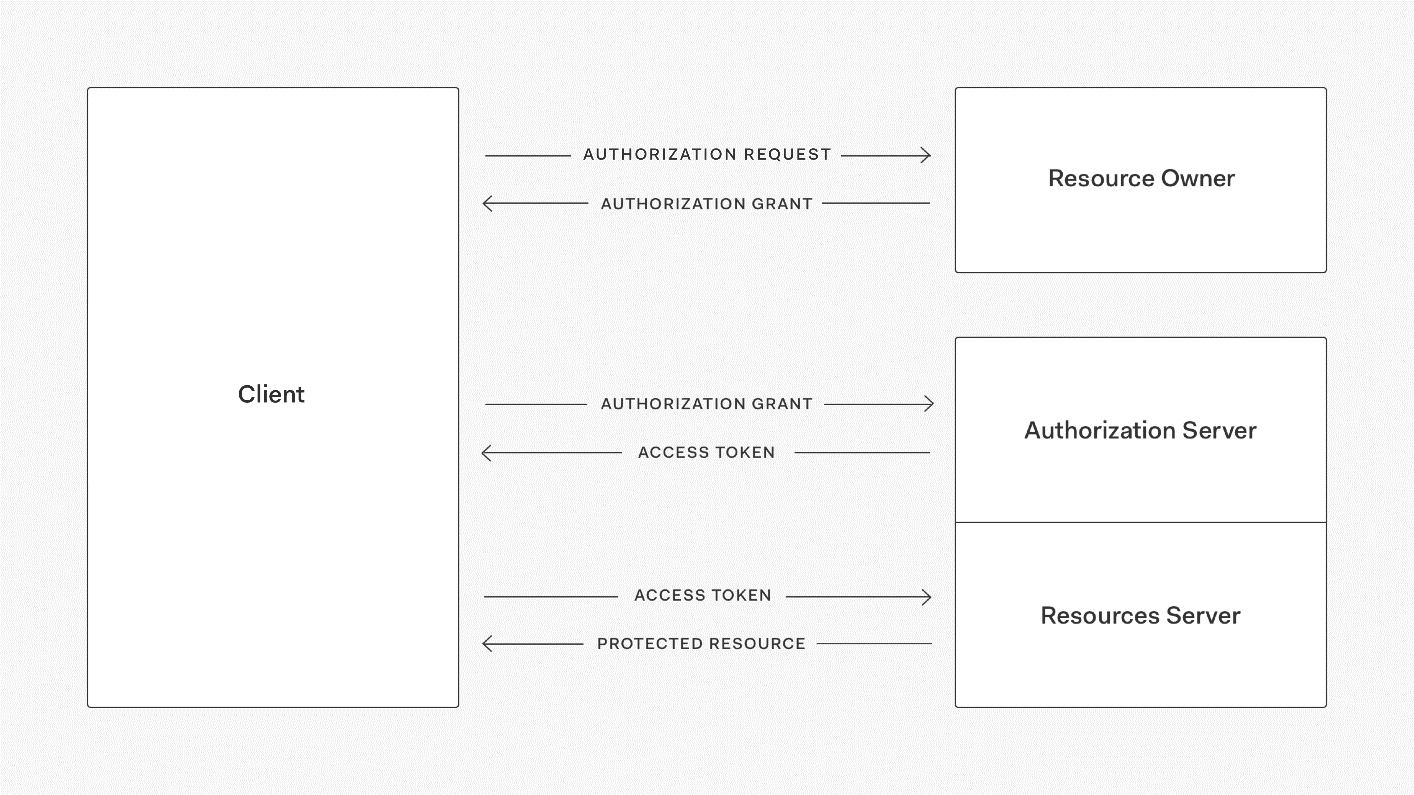 AUTHORIZATION REQUEST
Resource Owner
AUTHORIZATION GRANT
Client
AUTHORIZATION GRANT
Authorization Server
ACCESS TOKEN
ACCESS TOKEN
Resources Server
PROTECTED RESOURCE